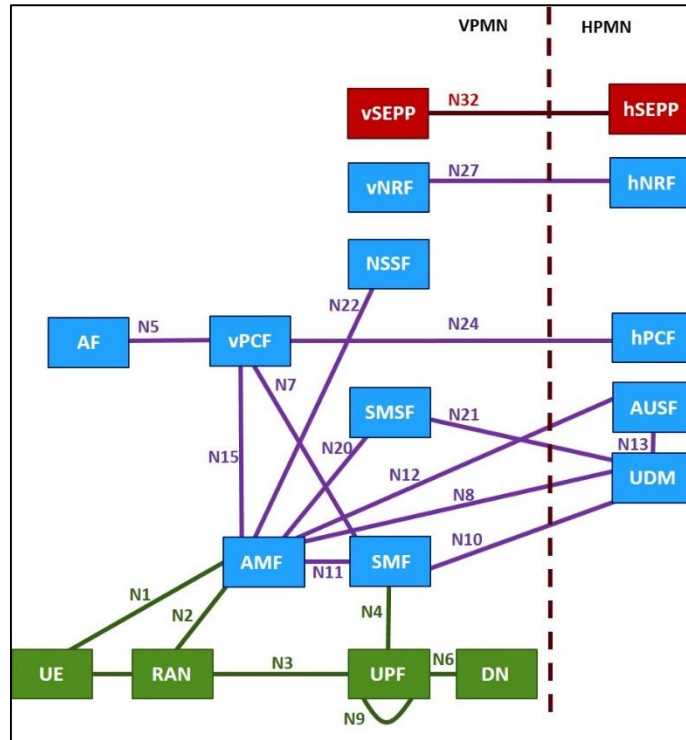 VPMN HPMN
vSEPP N32 hSEPP
vNRF N27 hNRF
NSSF
N22
AF N5 vPCF N24 hPCF
N7
SMSF N21 AUSF
N15 N20 N12 N13
N8 UDM
N10
AMF N11 SMF
N1 N2 N4
UE RAN N3 UPF N6 DN
N9